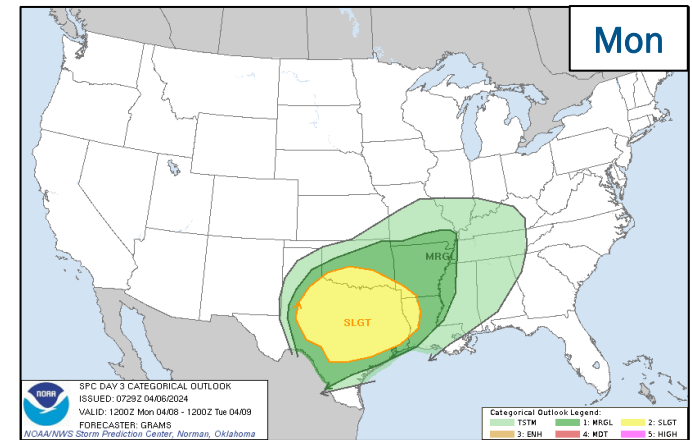 Mon
MRGL
SLGT
NOAA
SPC DAY 3 CATEGORICAL OUTLOOK
ISSUED: 0729Z 04/06/2024
VALID: 1200Z Mon 04/08 - 1200Z Tue 04/09
FORECASTER: GRAMS
NOAA/NWS Storm Prediction Center, Norman, Oklahoma
Categorical Outlook Legend:
TSTM 1: MRGL 2: SLGT
3: ENH 4: MDT 5: HIGH